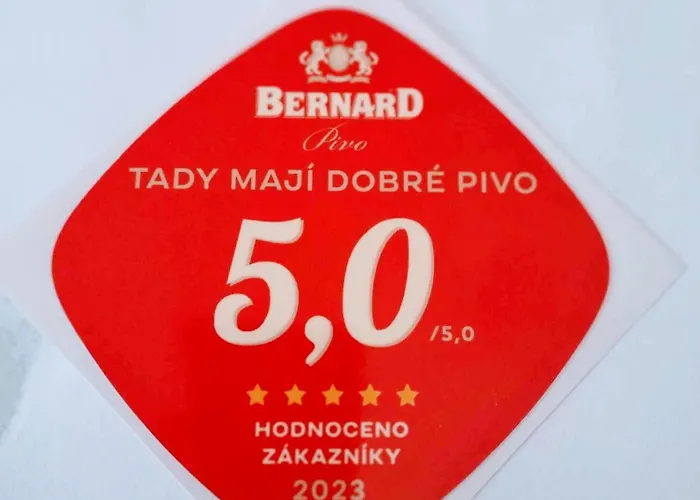 BERNARD
Pivo
TADY MAJÍ DOBRÉ PIVO
5,0 /5,0
HODNOCENO
ZÁKAZNÍKY
2023